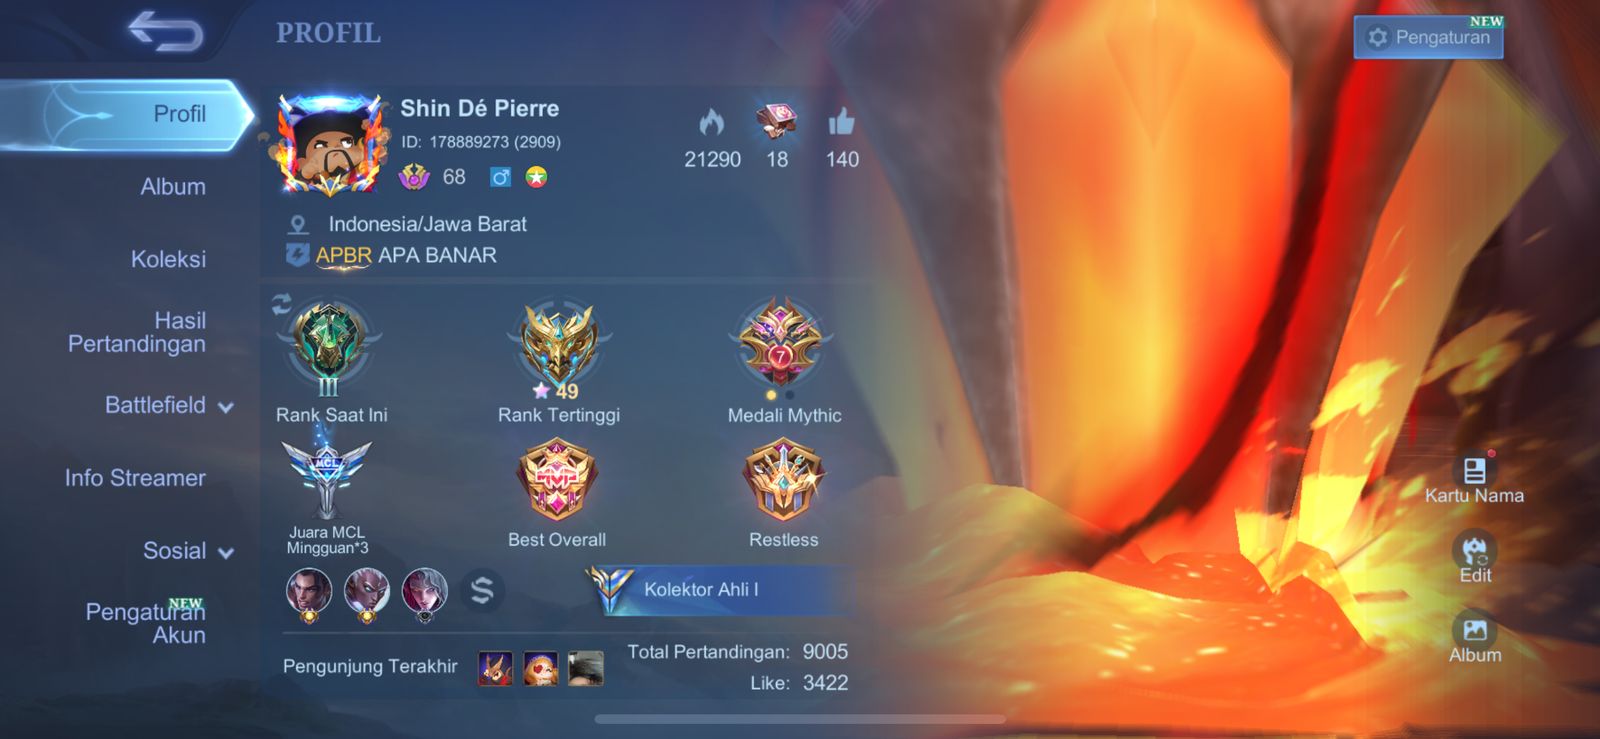 PROFIL
NEW
Pengaturan
Profil
Album
Koleksi
Hasil
Pertandingan
Battlefield
Info Streamer
Sosial
NEW
Pengaturan
Akun
Shin Dé Pierre
ID: 178889273 (2909)
68
21290
18
140
Indonesia/Jawa Barat
APBR APA BANAR
III
49
7
Rank Saat Ini
Rank Tertinggi
Medali Mythic
MCL
MVP
Juara MCL
Mingguan*3
Best Overall
Restless
Kolektor Ahli I
Pengunjung Terakhir
Total Pertandingan: 9005
Like: 3422
Kartu Nama
Edit
Album